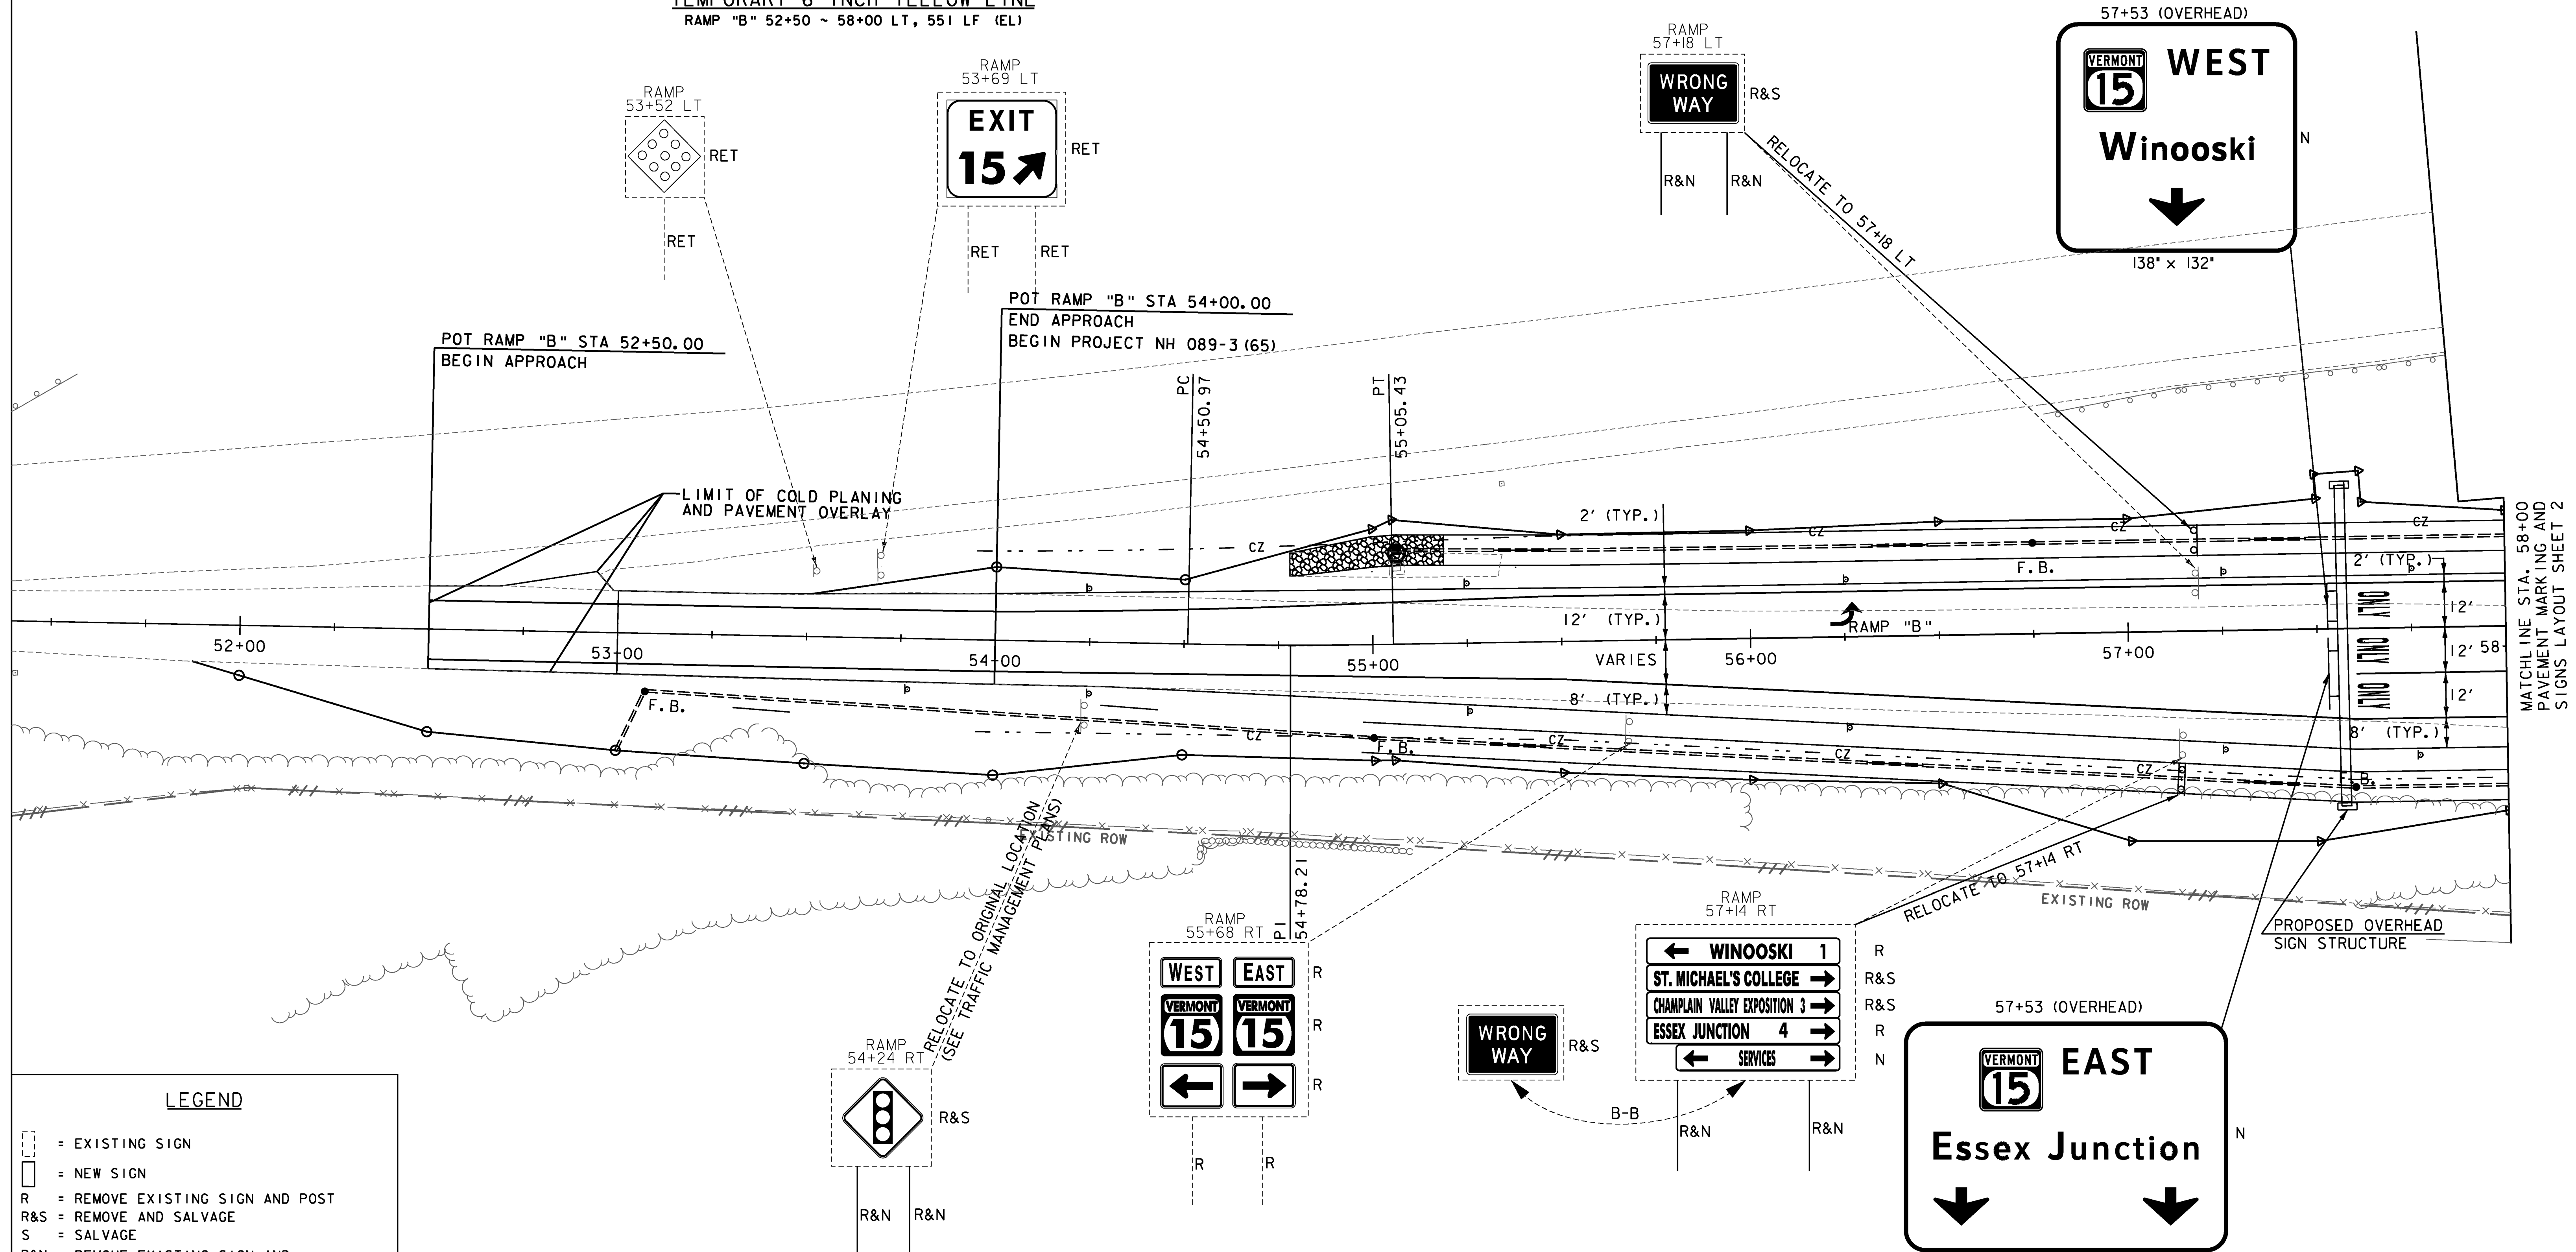 TEMPORARY 6 INCH YELLOW LINE
RAMP "B" 52+50 ~ 58+00 LT, 551 LF (EL)
RAMP
53+52 LT
RET
RET
RAMP
53+69 LT
EXIT
15
RET
RET
RET
RAMP
57+18 LT
WRONG
WAY
R&S
R&N
R&N
RELOCATE TO 57+18 LT
57+53 (OVERHEAD)
VERMONT
15
WEST
Winooski
N
138" x 132"
POT RAMP "B" STA 52+50.00
BEGIN APPROACH
POT RAMP "B" STA 54+00.00
END APPROACH
BEGIN PROJECT NH 089-3(65)
PC
54+50.97
PT
55+05.43
LIMIT OF COLD PLANING
AND PAVEMENT OVERLAY
CZ
2' (TYP.)
CZ
CZ
CZ
F.B.
2' (TYP.)
12' (TYP.)
RAMP "B"
VARIES
8' (TYP.)
52+00
53+00
54+00
55+00
56+00
57+00
58+
ONLY
ONLY
ONLY
12'
12'
12'
8' (TYP.)
MATCHLINE STA. 58+00
PAVEMENT MARKING AND
SIGNS LAYOUT SHEET 2
F.B.
CZ
F.B.
CZ
CZ
CZ
B.
EXISTING ROW
EXISTING ROW
PI
54+78.21
RELOCATE TO ORIGINAL LOCATION
(SEE TRAFFIC MANAGEMENT PLANS)
RELOCATE TO 57+14 RT
PROPOSED OVERHEAD
SIGN STRUCTURE
RAMP
54+24 RT
R&S
R&N
R&N
RAMP
55+68 RT
WEST
EAST
R
VERMONT
15
VERMONT
15
R
R
R
R
WRONG
WAY
R&S
B-B
RAMP
57+14 RT
WINOOSKI 1
R
ST. MICHAEL'S COLLEGE
R&S
CHAMPLAIN VALLEY EXPOSITION 3
R&S
ESSEX JUNCTION 4
R
SERVICES
N
R&N
R&N
57+53 (OVERHEAD)
VERMONT
15
EAST
Essex Junction
N
LEGEND
= EXISTING SIGN
= NEW SIGN
R = REMOVE EXISTING SIGN AND POST
R&S = REMOVE AND SALVAGE
S = SALVAGE
R&N = REMOVE EXISTING SIGN AND